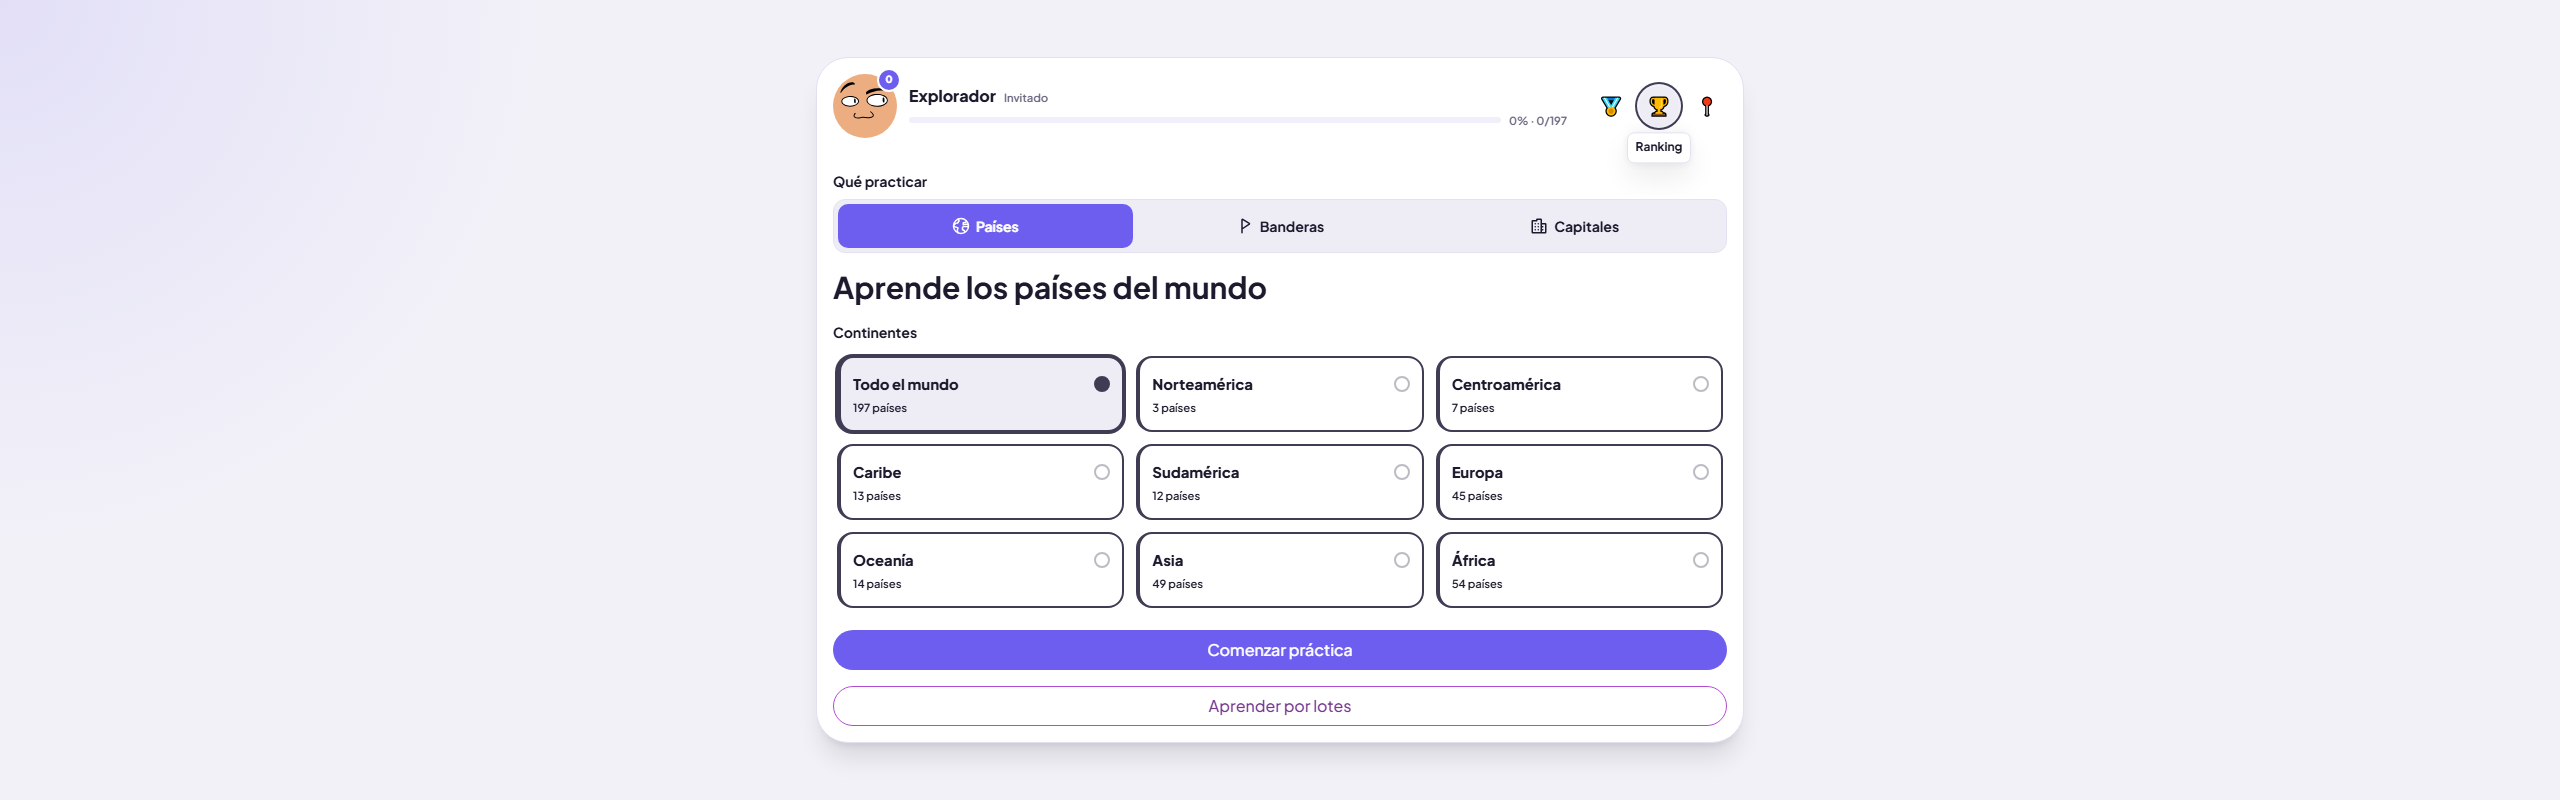 0
Explorador Invitado
0% · 0/197
Ranking
Qué practicar
Países Banderas Capitales
Aprende los países del mundo
Continentes
Todo el mundo
197 países
Norteamérica
3 países
Centroamérica
7 países
Caribe
13 países
Sudamérica
12 países
Europa
45 países
Oceanía
14 países
Asia
49 países
África
54 países
Comenzar práctica
Aprender por lotes